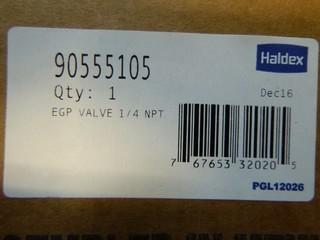 Haldex
90555105
Qty: 1
Dec16
EGP VALVE 1/4 NPT
7 67653 32020 5
PGL12026